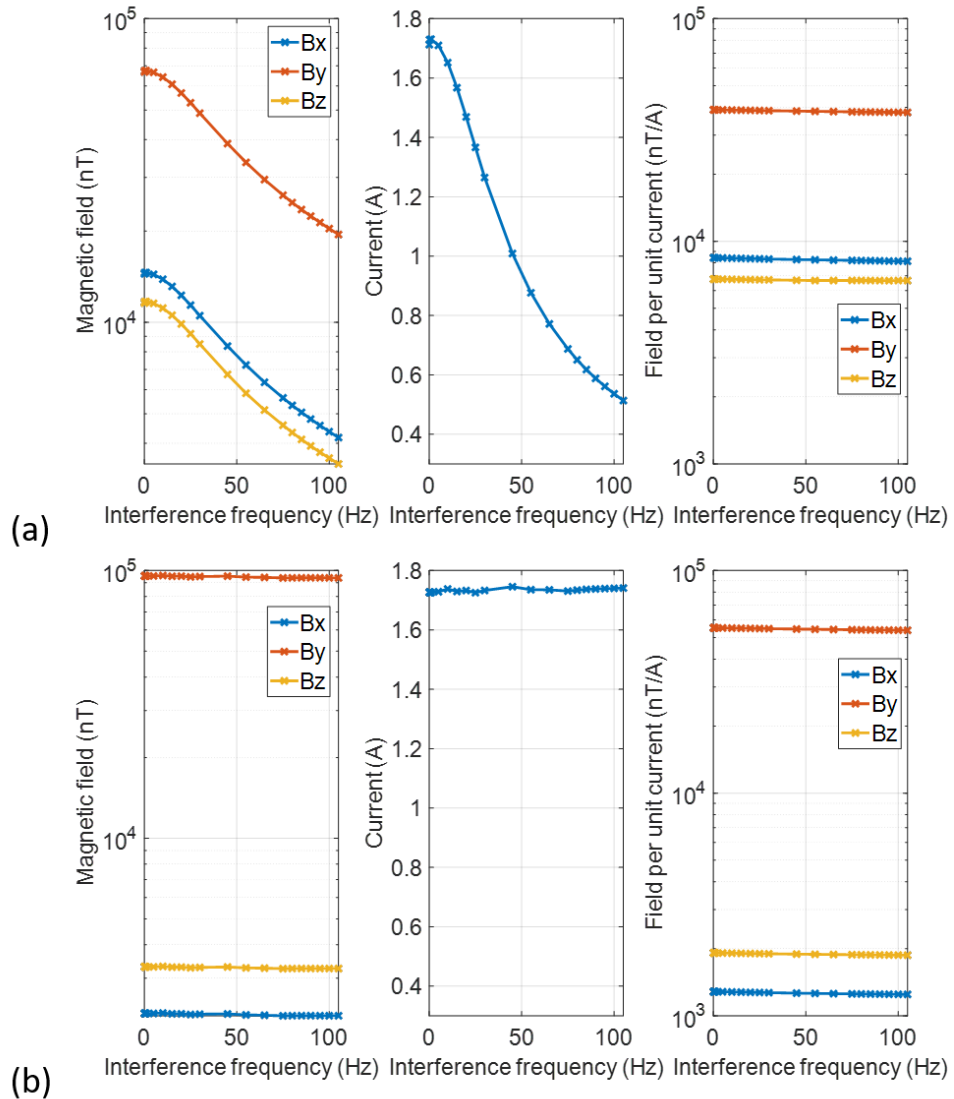 10^5
Bx
By
Bz
10^4
Magnetic field (nT)
0 50 100
Interference frequency (Hz)
1.8
1.6
1.4
1.2
1
0.8
0.6
0.4
Current (A)
0 50 100
Interference frequency (Hz)
10^5
10^4
10^3
Field per unit current (nT/A)
Bx
By
Bz
0 50 100
Interference frequency (Hz)
(a)
10^5
Bx
By
Bz
10^4
Magnetic field (nT)
0 50 100
Interference frequency (Hz)
1.8
1.6
1.4
1.2
1
0.8
0.6
0.4
Current (A)
0 50 100
Interference frequency (Hz)
10^5
10^4
10^3
Field per unit current (nT/A)
Bx
By
Bz
0 50 100
Interference frequency (Hz)
(b)